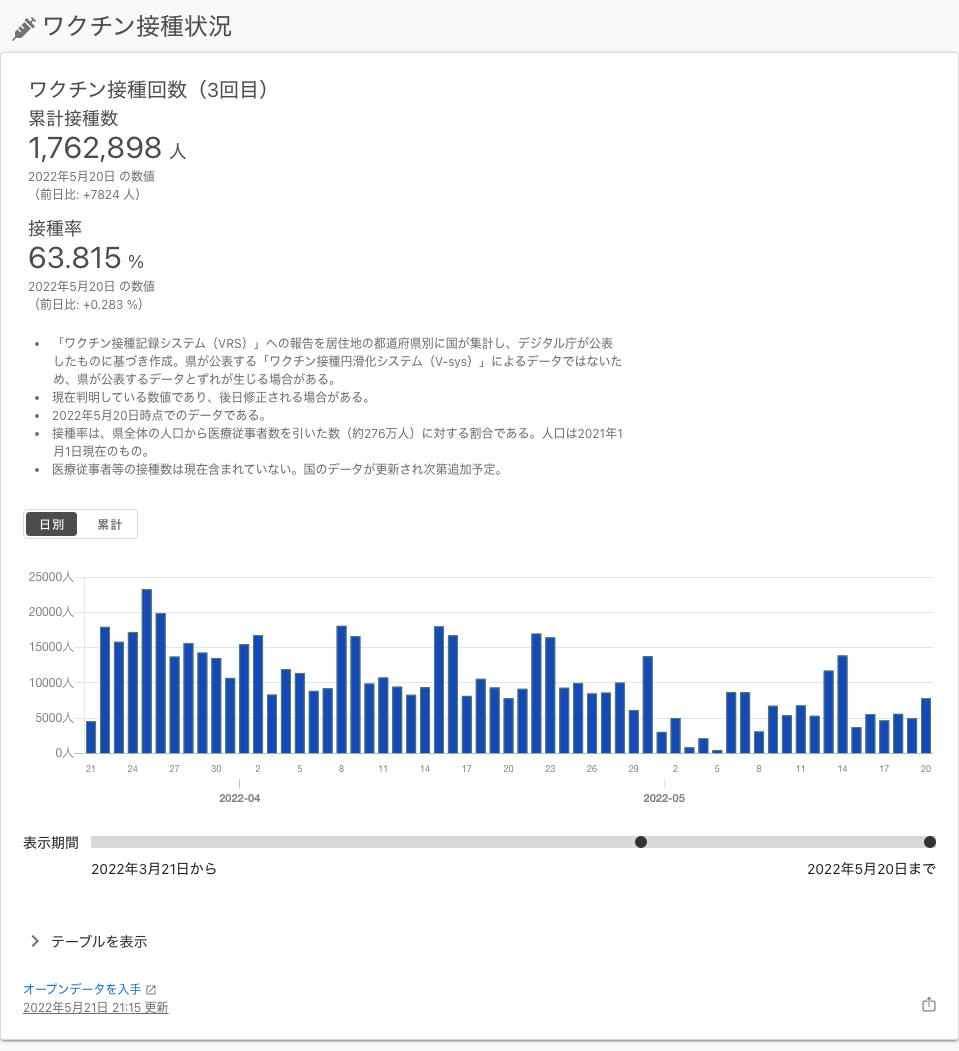 ワクチン接種状況
ワクチン接種回数（3回目）
累計接種数
1,762,898 人
2022年5月20日 の数値
（前日比: +7824 人）
接種率
63.815 %
2022年5月20日 の数値
（前日比: +0.283 %）
• 「ワクチン接種記録システム（VRS）」への報告を居住地の都道府県別に国が集計し、デジタル庁が公表
したものに基づき作成。県が公表する「ワクチン接種円滑化システム（V-sys）」によるデータではないた
め、県が公表するデータとずれが生じる場合がある。
• 現在判明している数値であり、後日修正される場合がある。
• 2022年5月20日時点でのデータである。
• 接種率は、県全体の人口から医療従事者数を引いた数（約276万人）に対する割合である。人口は2021年1
月1日現在のもの。
• 医療従事者等の接種数は現在含まれていない。国のデータが更新され次第追加予定。
日別 累計
25000人
20000人
15000人
10000人
5000人
0人
21 24 27 30 2 5 8 11 14 17 20 23 26 29 2 5 8 11 14 17 20
2022-04 2022-05
表示期間
2022年3月21日から 2022年5月20日まで
テーブルを表示
オープンデータを入手
2022年5月21日 21:15 更新